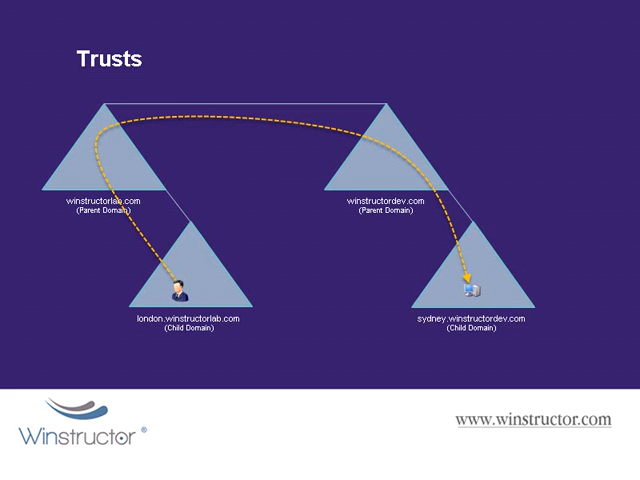 Trusts
winstructorlab.com
(Parent Domain)
winstructordev.com
(Parent Domain)
london.winstructorlab.com
(Child Domain)
sydney.winstructordev.com
(Child Domain)
Winstructor®
www.winstructor.com